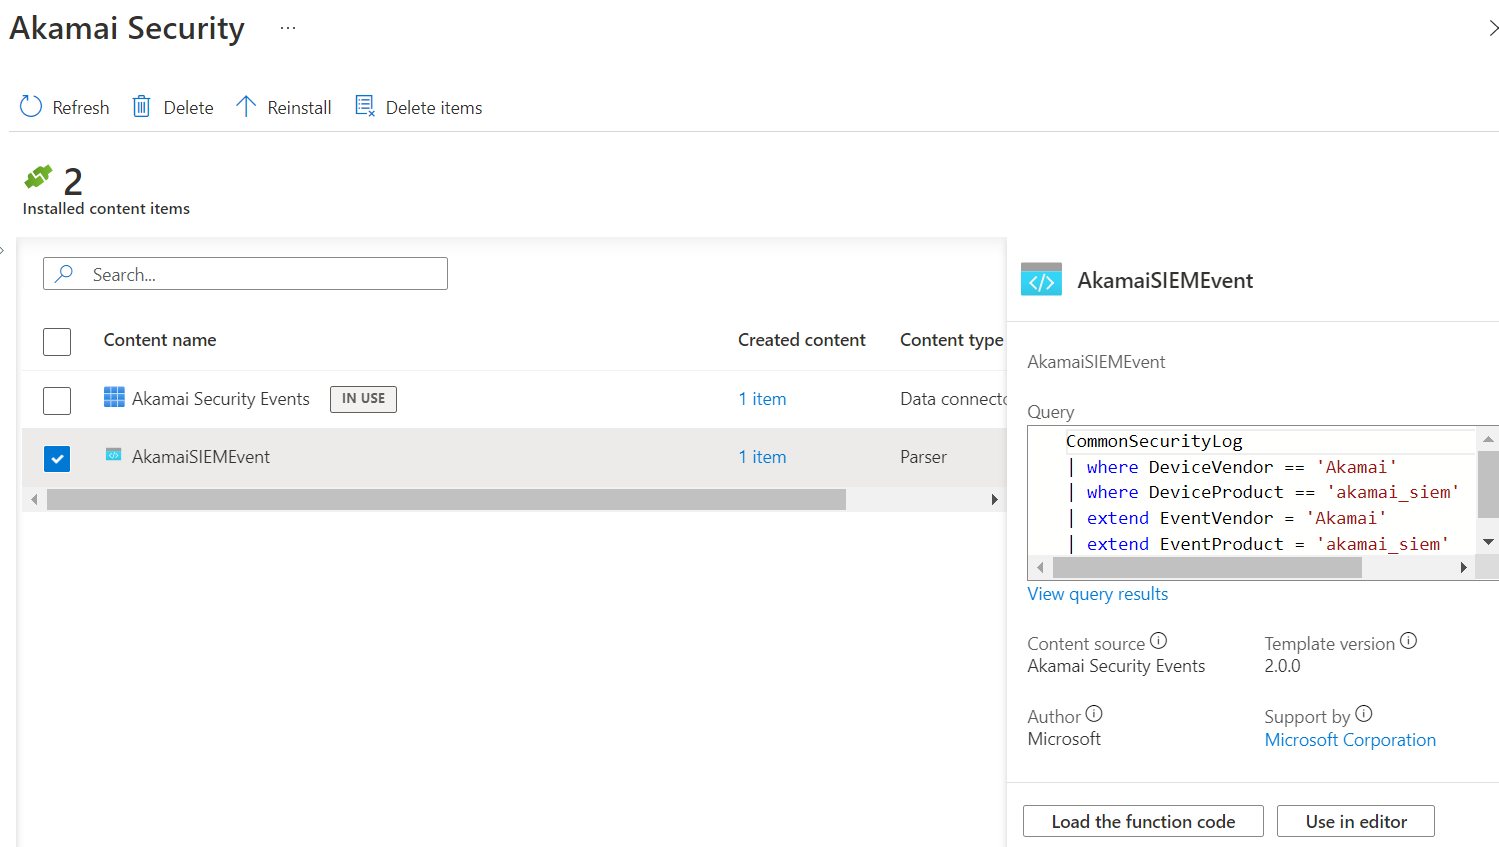 Akamai Security ...
Refresh Delete Reinstall Delete items
2
Installed content items
Search...
Content name Created content Content type
Akamai Security Events IN USE 1 item Data connecto
AkamaiSIEMEvent 1 item Parser
AkamaiSIEMEvent
AkamaiSIEMEvent
Query
CommonSecurityLog
| where DeviceVendor == 'Akamai'
| where DeviceProduct == 'akamai_siem'
| extend EventVendor = 'Akamai'
| extend EventProduct = 'akamai_siem'
View query results
Content source Template version
Akamai Security Events 2.0.0
Author Support by
Microsoft Microsoft Corporation
Load the function code Use in editor